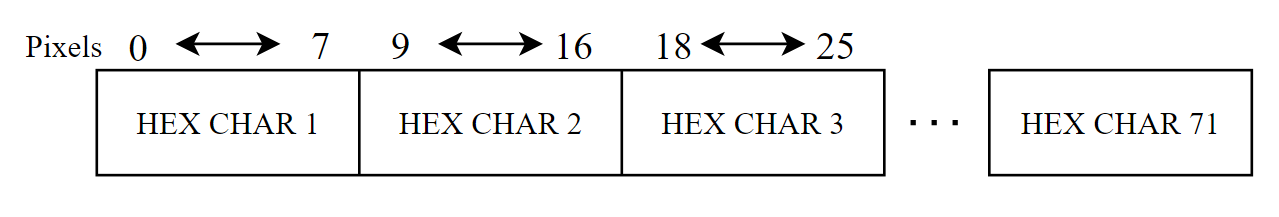 Pixels 0 7 9 16 18 25
HEX CHAR 1 HEX CHAR 2 HEX CHAR 3 . . . HEX CHAR 71